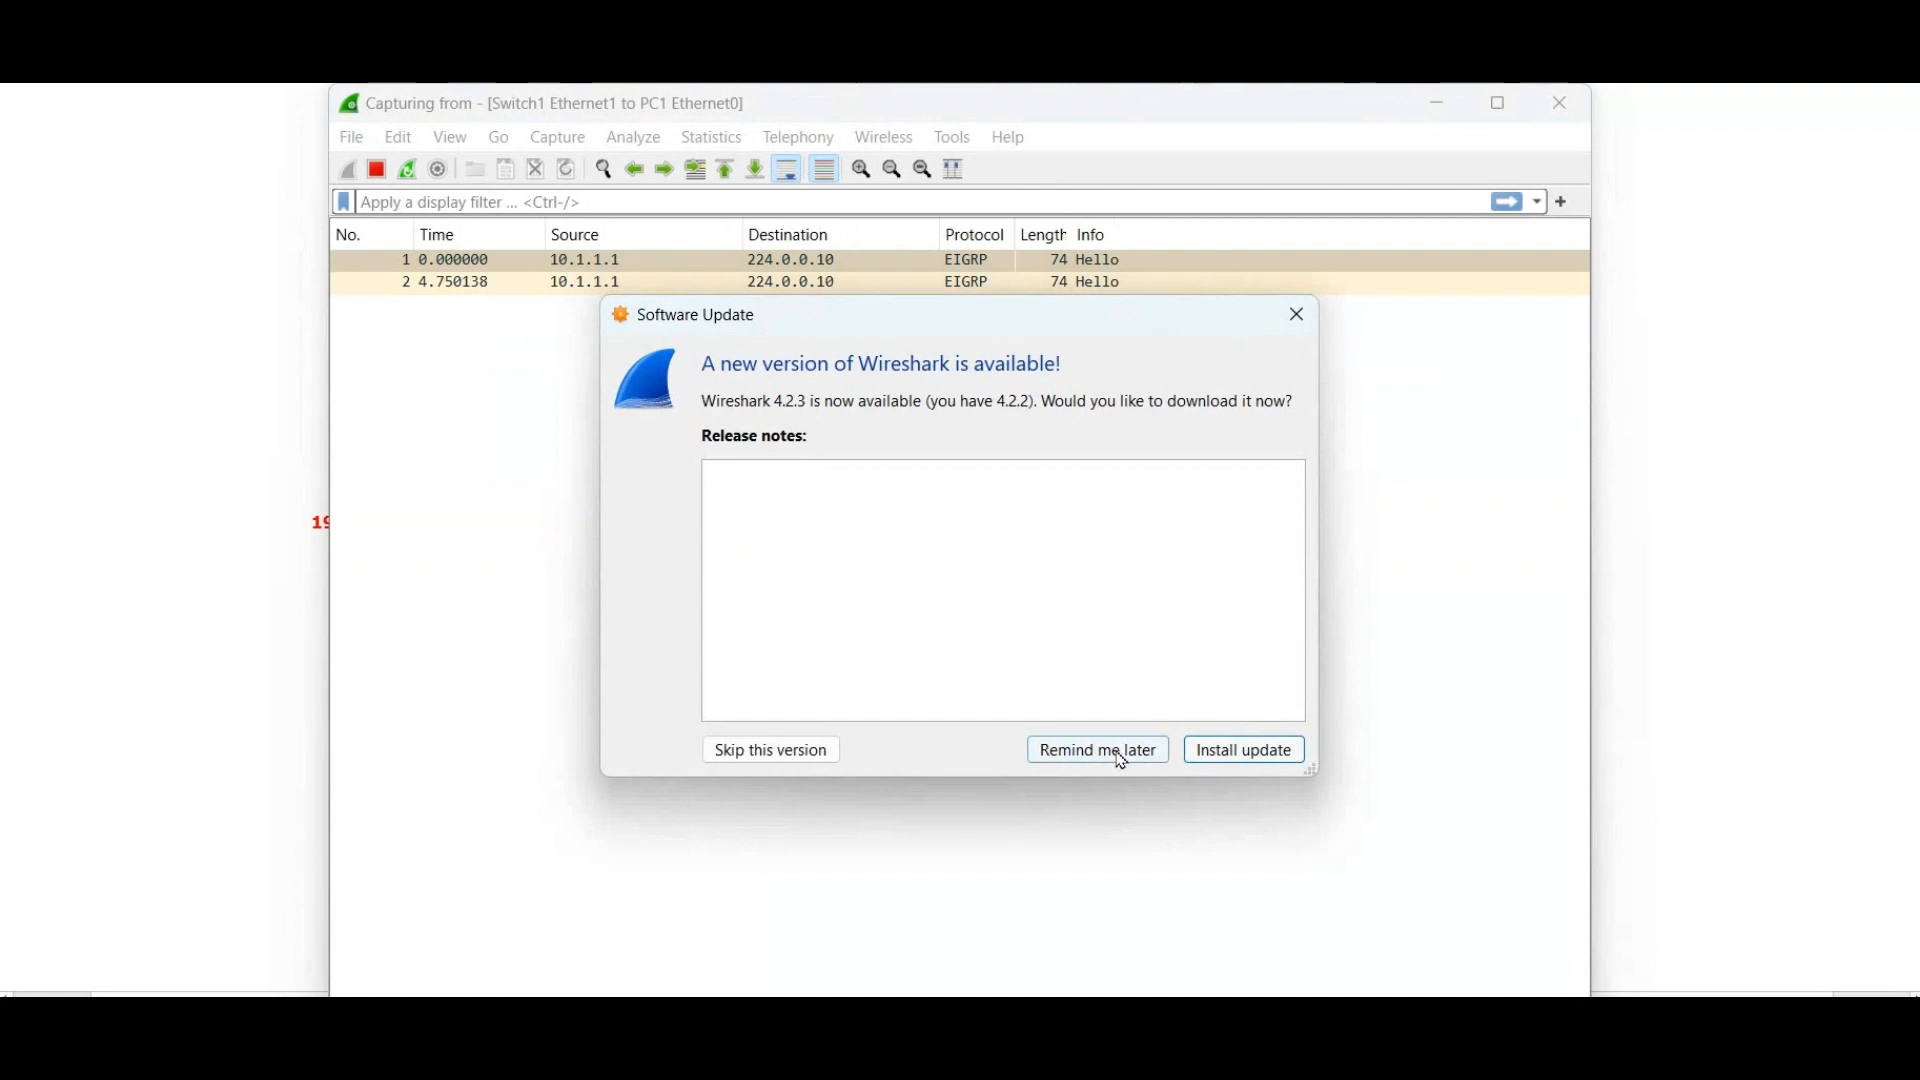 Capturing from - [Switch1 Ethernet1 to PC1 Ethernet0]
File Edit View Go Capture Analyze Statistics Telephony Wireless Tools Help
Apply a display filter ... <Ctrl-/>
No. Time Source Destination Protocol Length Info
1 0.000000 10.1.1.1 224.0.0.10 EIGRP 74 Hello
2 4.750138 10.1.1.1 224.0.0.10 EIGRP 74 Hello
Software Update
A new version of Wireshark is available!
Wireshark 4.2.3 is now available (you have 4.2.2). Would you like to download it now?
Release notes:
19
Skip this version Remind me later Install update